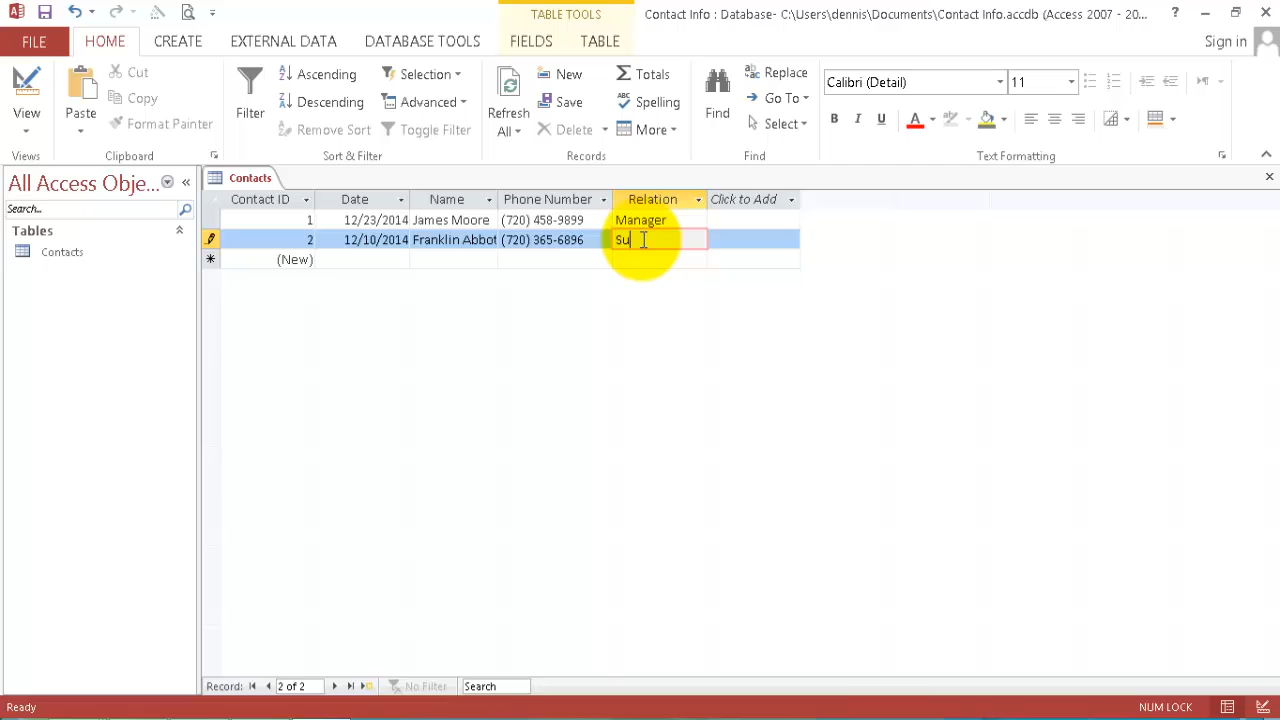 TABLE TOOLS
Contact Info : Database- C:\Users\dennis\Documents\Contact Info.accdb (Access 2007 - 20...
?
FILE HOME CREATE EXTERNAL DATA DATABASE TOOLS FIELDS TABLE Sign in
View
Views
Paste
Cut
Copy
Format Painter
Clipboard
Filter
Ascending
Descending
Remove Sort
Selection
Advanced
Toggle Filter
Sort & Filter
Refresh
All
New
Save
Delete
Totals
Spelling
More
Records
Find
Replace
Go To
Select
Find
Calibri (Detail) 11
B I U A
Text Formatting
All Access Obje...
Search...
Tables
Contacts
Contacts
Contact ID Date Name Phone Number Relation Click to Add
1 12/23/2014 James Moore (720) 458-9899 Manager
2 12/10/2014 Franklin Abbot (720) 365-6896 Su
(New)
Record: 2 of 2 No Filter Search
Ready NUM LOCK